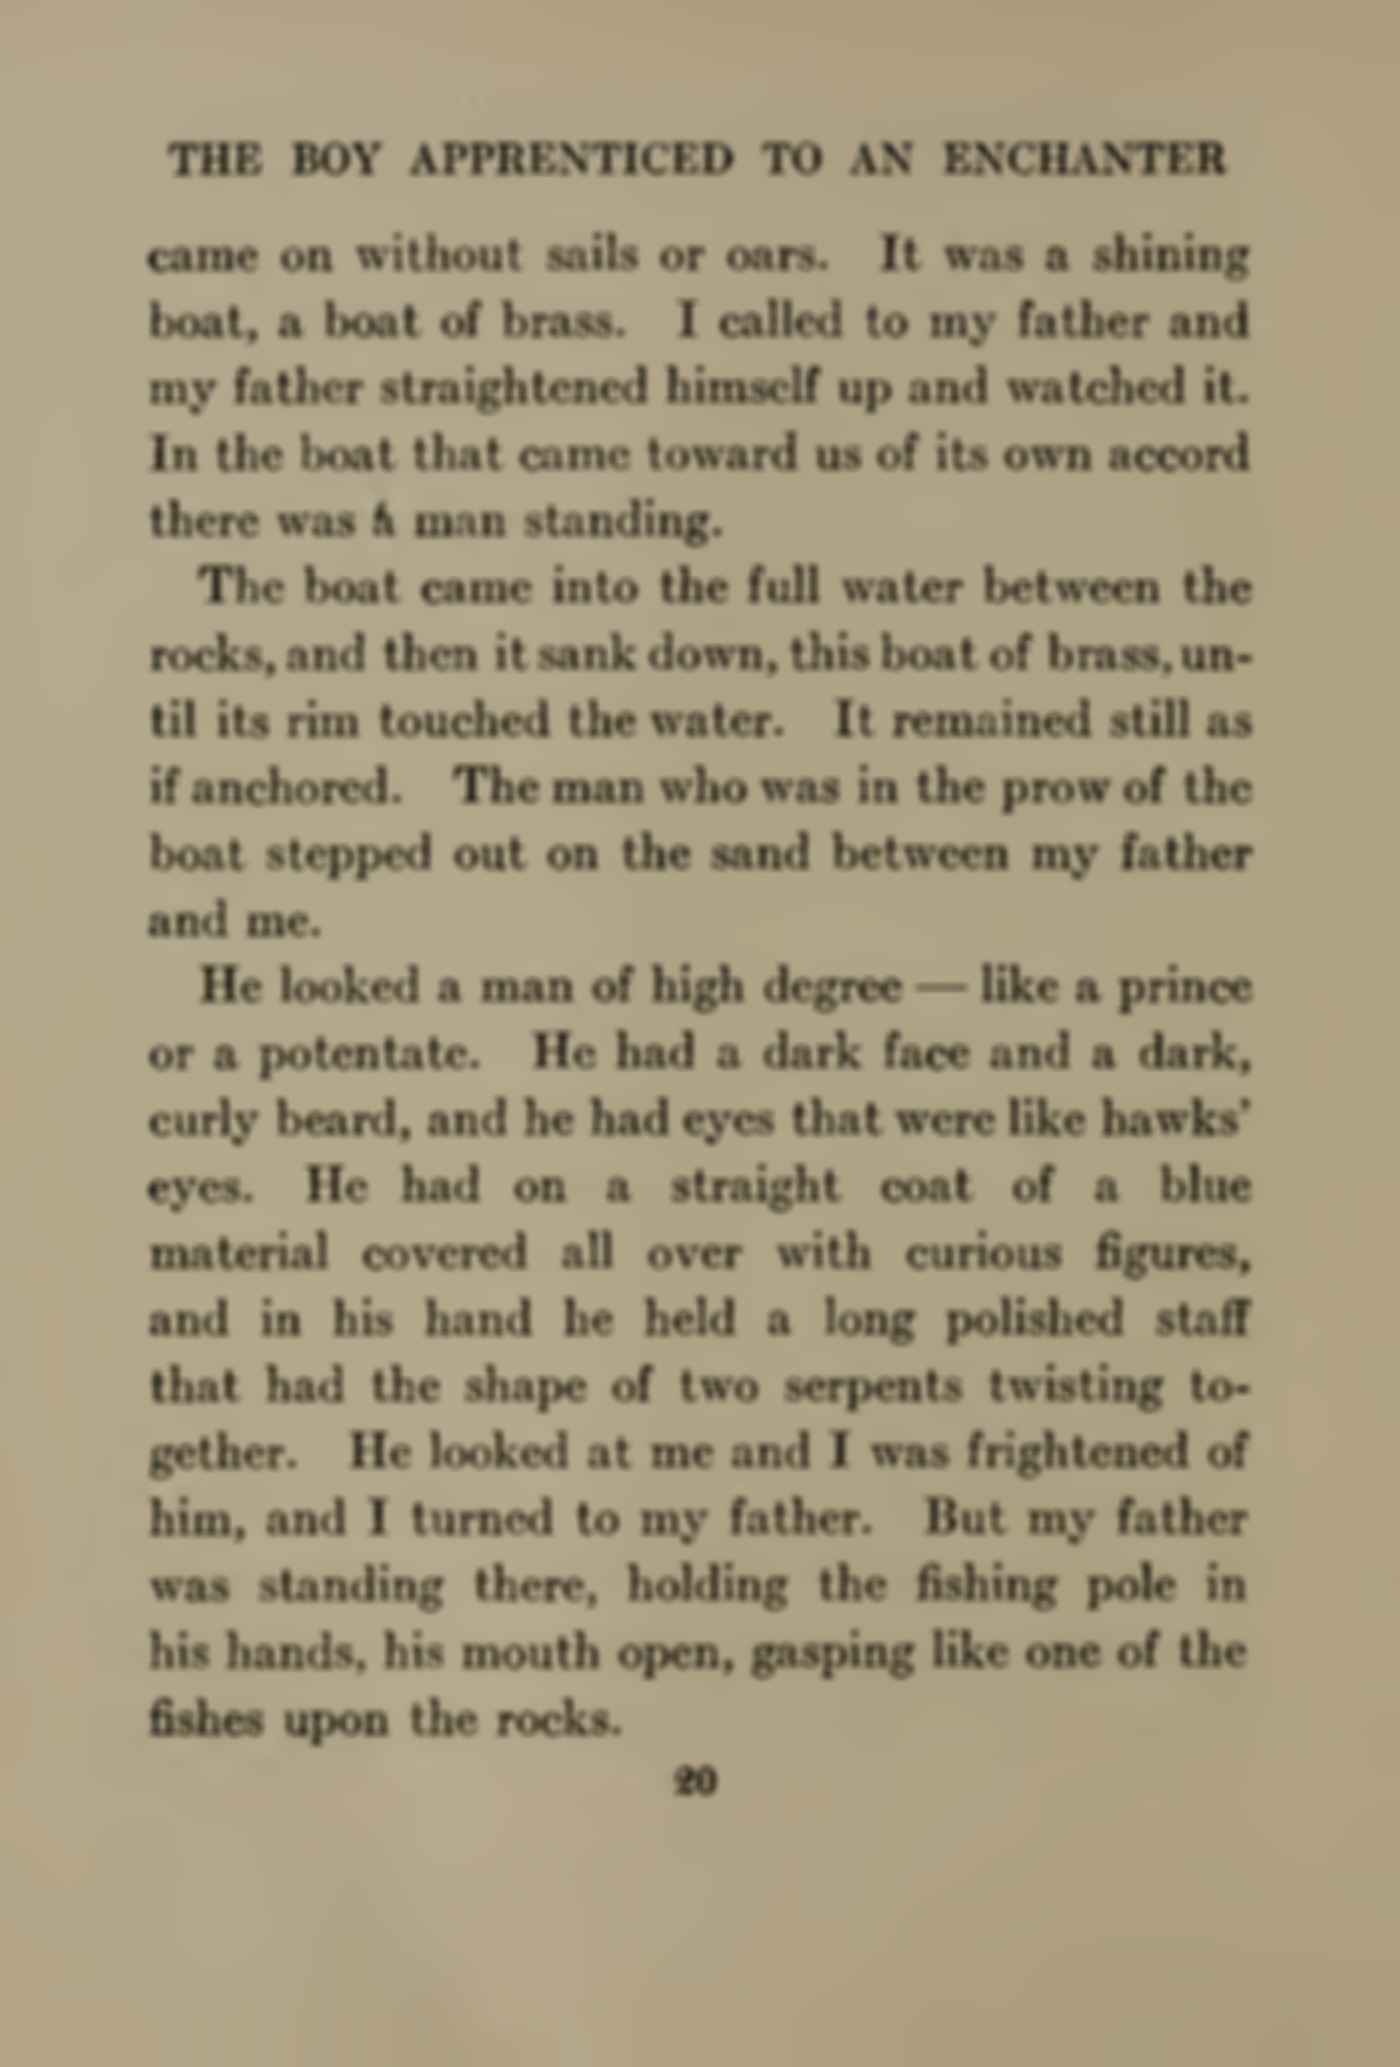 THE BOY APPRENTICED TO AN ENCHANTER
came on without sails or oars. It was a shining
boat, a boat of brass. I called to my father and
my father straightened himself up and watched it.
In the boat that came toward us of its own accord
there was a man standing.
The boat came into the full water between the
rocks, and then it sank down, this boat of brass, un-
til its rim touched the water. It remained still as
if anchored. The man who was in the prow of the
boat stepped out on the sand between my father
and me.
He looked a man of high degree — like a prince
or a potentate. He had a dark face and a dark,
curly beard, and he had eyes that were like hawks'
eyes. He had on a straight coat of a blue
material covered all over with curious figures,
and in his hand he held a long polished staff
that had the shape of two serpents twisting to-
gether. He looked at me and I was frightened of
him, and I turned to my father. But my father
was standing there, holding the fishing pole in
his hands, his mouth open, gasping like one of the
fishes upon the rocks.
20